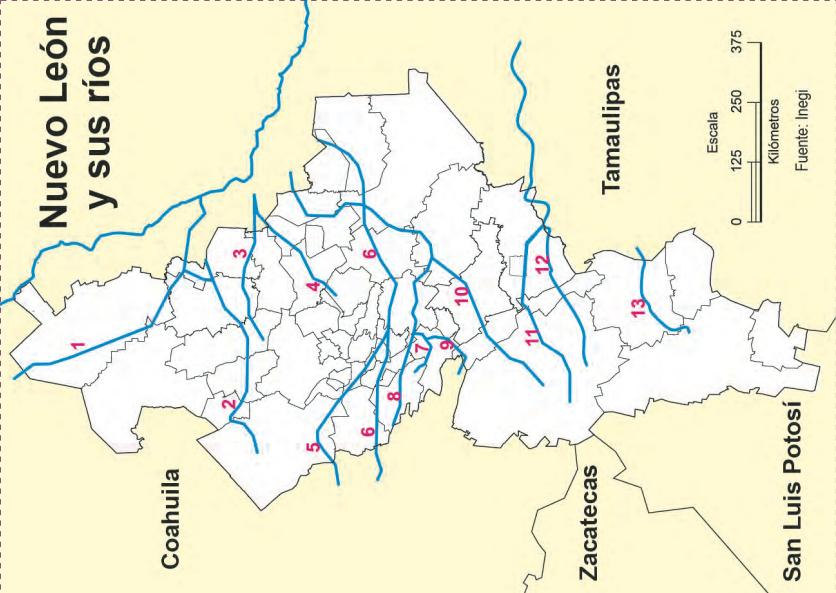 Nuevo León
y sus ríos
Coahuila
Tamaulipas
Zacatecas
San Luis Potosí
1
2
3
4
5
6
6
7
8
9
10
11
12
13
Escala
0 125 250 375
Kilómetros
Fuente: Inegi